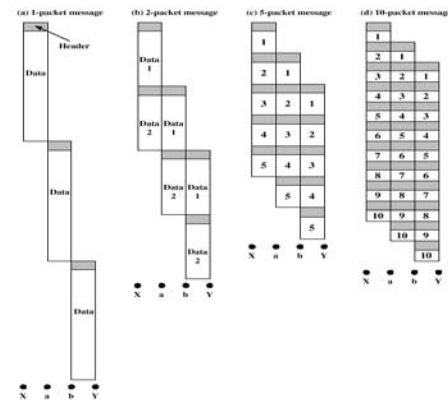 (a) 1-packet message
Header
Data
Data
Data
X a b Y
(b) 2-packet message
Data
1
Data
2
Data
1
Data
2
Data
1
Data
2
X a b Y
(c) 5-packet message
1
2 1
3 2 1
4 3 2
5 4 3
5 4
5
X a b Y
(d) 10-packet message
1
2 1
3 2 1
4 3 2
5 4 3
6 5 4
7 6 5
8 7 6
9 8 7
10 9 8
10 9
10
X a b Y